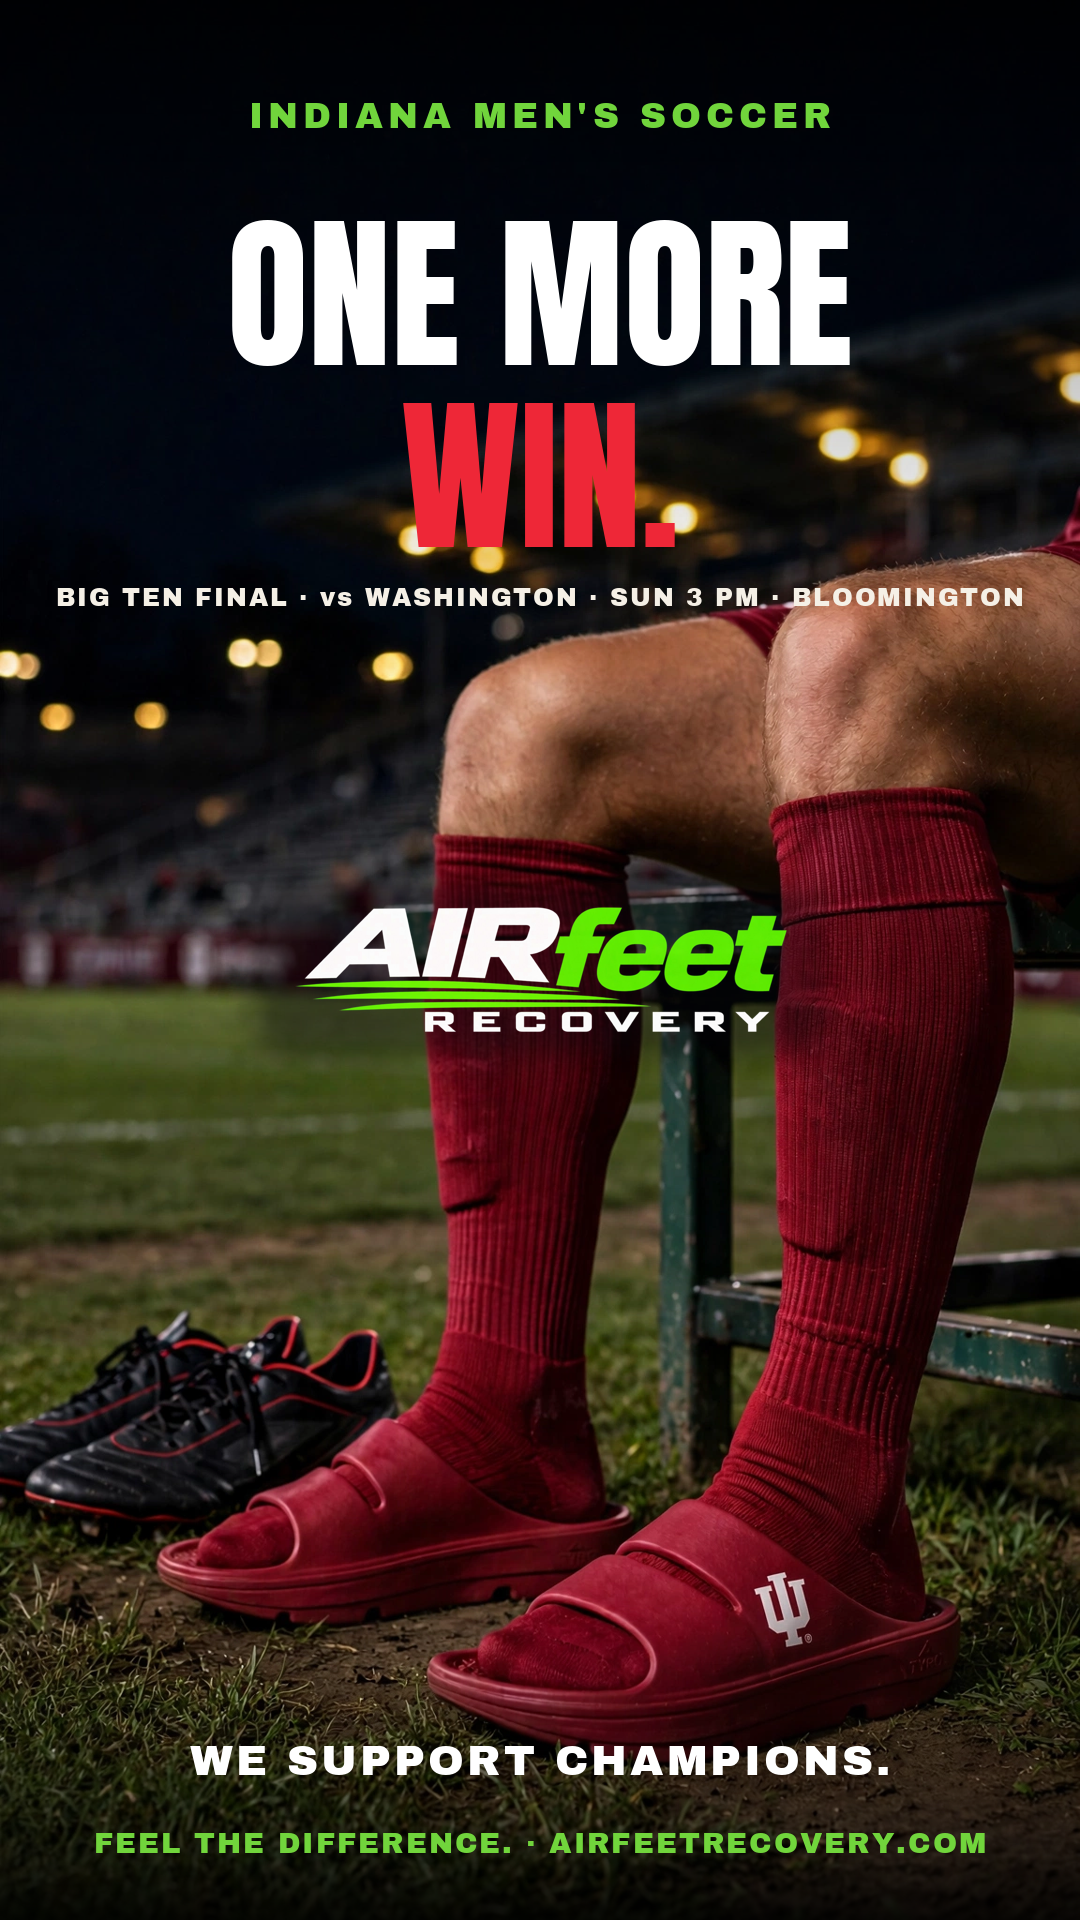 INDIANA MEN'S SOCCER
ONE MORE
WIN.
BIG TEN FINAL · vs WASHINGTON · SUN 3 PM · BLOOMINGTON
AIRfeet
RECOVERY
WE SUPPORT CHAMPIONS.
FEEL THE DIFFERENCE. · AIRFEETRECOVERY.COM